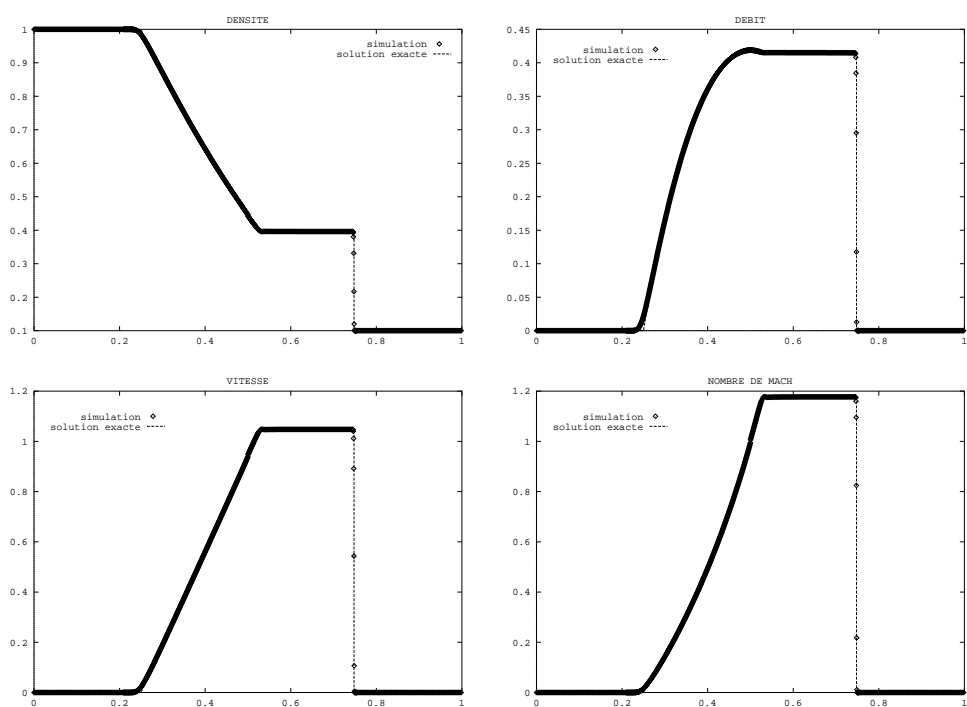 DENSITE
simulation
solution exacte
1
0.9
0.8
0.7
0.6
0.5
0.4
0.3
0.2
0.1
0 0.2 0.4 0.6 0.8 1
DEBIT
simulation
solution exacte
0.45
0.4
0.35
0.3
0.25
0.2
0.15
0.1
0.05
0
0 0.2 0.4 0.6 0.8 1
VITESSE
simulation
solution exacte
1.2
1
0.8
0.6
0.4
0.2
0
0 0.2 0.4 0.6 0.8 1
NOMBRE DE MACH
simulation
solution exacte
1.2
1
0.8
0.6
0.4
0.2
0
0 0.2 0.4 0.6 0.8 1